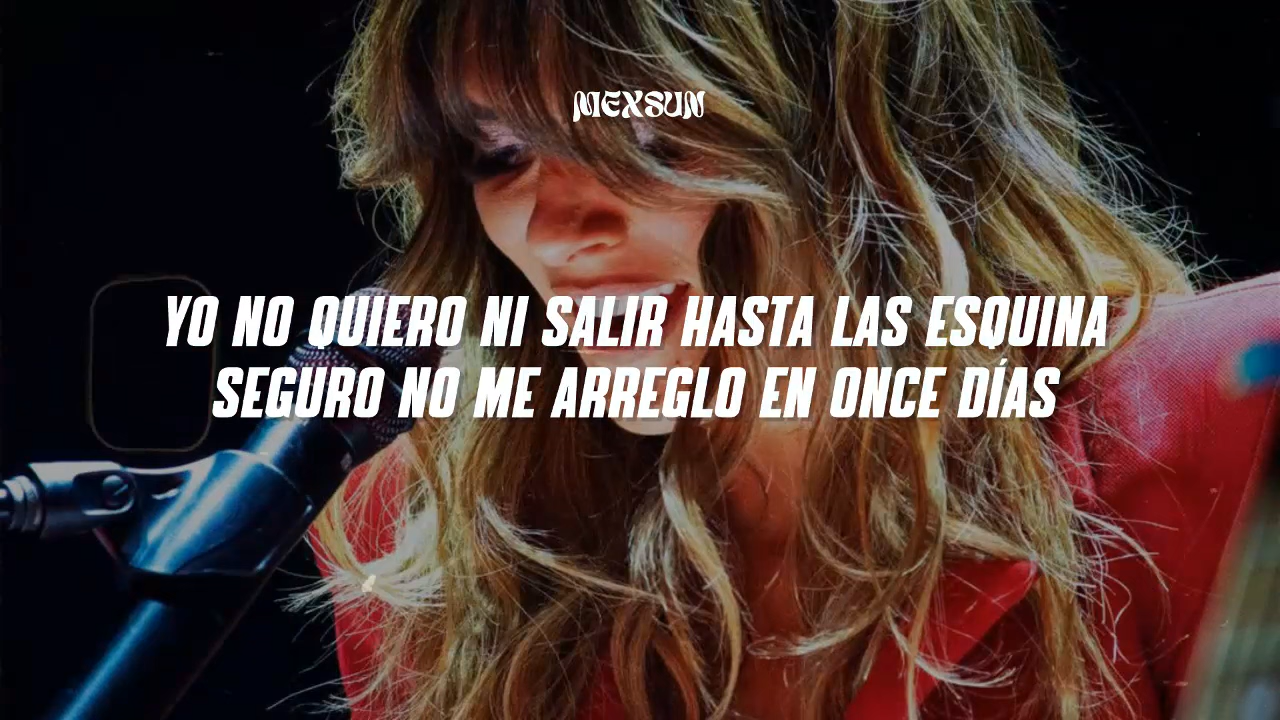 MEXSUN
YO NO QUIERO NI SALIR HASTA LAS ESQUINA
SEGURO NO ME ARREGLO EN ONCE DÍAS